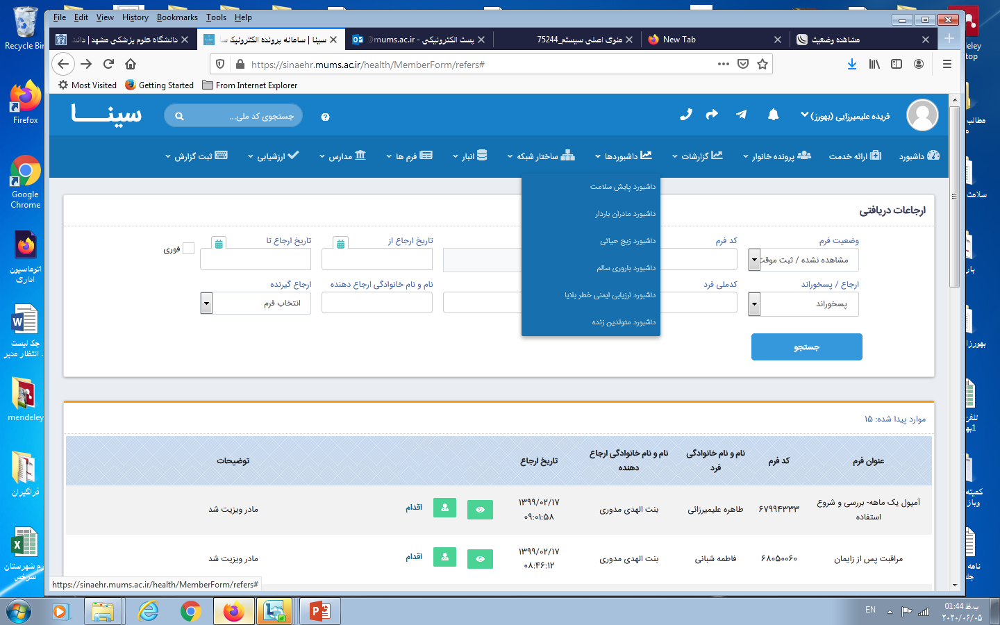 Recycle Bin
Firefox
Google
Chrome
اتوماسیون
اداری
چک لیست
انتظار مدیر
mendeley
فراگیران
فرم شهرستان
سرخس
File Edit View History Bookmarks Tools Help
دانشگاه علوم پزشکی مشهد | دانش
سینا | سامانه پرونده الکترونیک سلا
پست الکترونیکی - @mums.ac.ir
منوی اصلی سیستم_75244
New Tab
مشاهده وضعیت
https://sinaehr.mums.ac.ir/health/MemberForm/refers#
Most Visited Getting Started From Internet Explorer
سینا
جستجوی کد ملی...
فریده علیمیرزایی (بهورز)
داشبورد ارائه خدمت پرونده خانوار گزارشات داشبوردها ساختار شبکه انبار فرم ها مدارس ارزشیابی ثبت گزارش
داشبورد پایش سلامت
داشبورد مادران باردار
داشبورد زیج حیاتی
داشبورد باروری سالم
داشبورد ارزیابی ایمنی خطر بلایا
داشبورد متولدین زنده
ارجاعات دریافتی
وضعیت فرم کد فرم تاریخ ارجاع از تاریخ ارجاع تا
مشاهده نشده / ثبت موقت فوری
ارجاع / پسخوراند کدملی فرد نام و نام خانوادگی ارجاع دهنده ارجاع گیرنده
پسخوراند انتخاب فرم
جستجو
موارد پیدا شده: ۱۵
عنوان فرم کد فرم نام و نام خانوادگی فرد نام و نام خانوادگی ارجاع دهنده تاریخ ارجاع توضیحات
آمپول یک ماهه- بررسی و شروع استفاده ۶۷۹۹۴۳۳۳ طاهره علیمیرزائی بنت الهدی مدوری ۱۳۹۹/۰۲/۱۷ ۰۹:۰۱:۵۸ اقدام مادر ویزیت شد
مراقبت پس از زایمان ۶۸۰۵۰۰۶۰ فاطمه شبانی بنت الهدی مدوری ۱۳۹۹/۰۲/۱۷ ۰۸:۴۶:۱۲ اقدام مادر ویزیت شد
https://sinaehr.mums.ac.ir/health/MemberForm/refers#
eley
top
مطالب
سلامت
بار
بهورزا
تلفن
1بهـ
کمیته
وباز
نامه
جل
EN
01:44 ب.ظ
۲۰۲۰/۰۶/۰۵